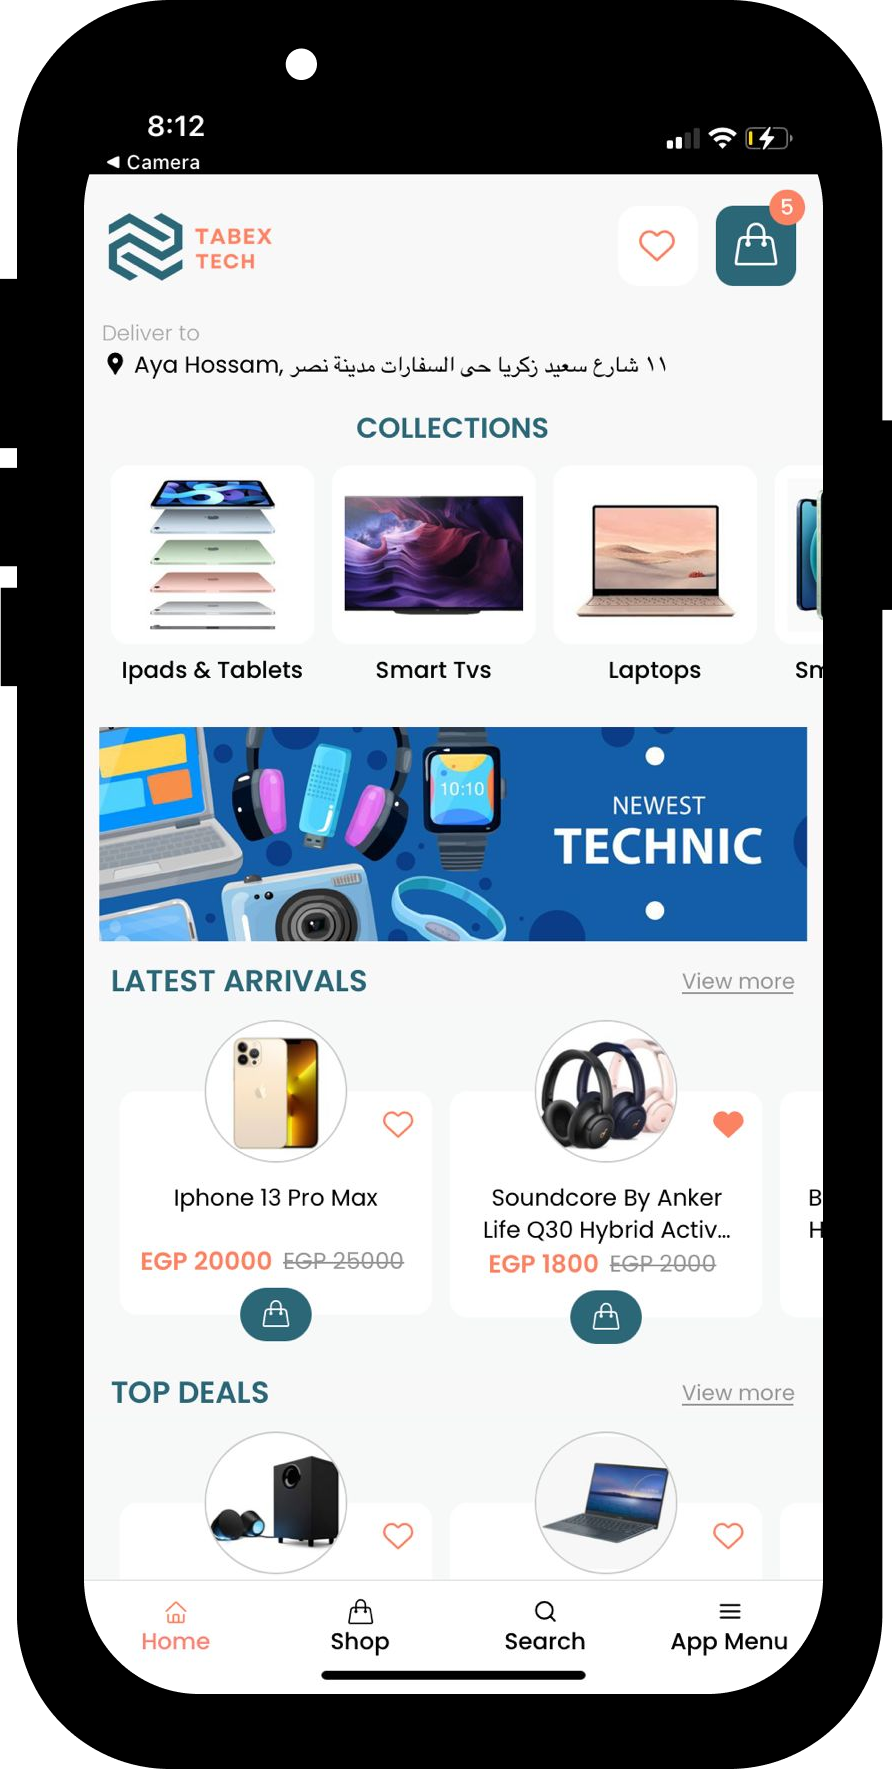 8:12
◀ Camera
5
TABEX
TECH
Deliver to
Aya Hossam, ١١ شارع سعيد زكريا حى السفارات مدينة نصر
COLLECTIONS
Ipads & Tablets
Smart Tvs
Laptops
Sm
10:10
NEWEST
TECHNIC
LATEST ARRIVALS
View more
Iphone 13 Pro Max
EGP 20000 EGP 25000
Soundcore By Anker
Life Q30 Hybrid Activ...
EGP 1800 EGP 2000
B
H
TOP DEALS
View more
Home
Shop
Search
App Menu